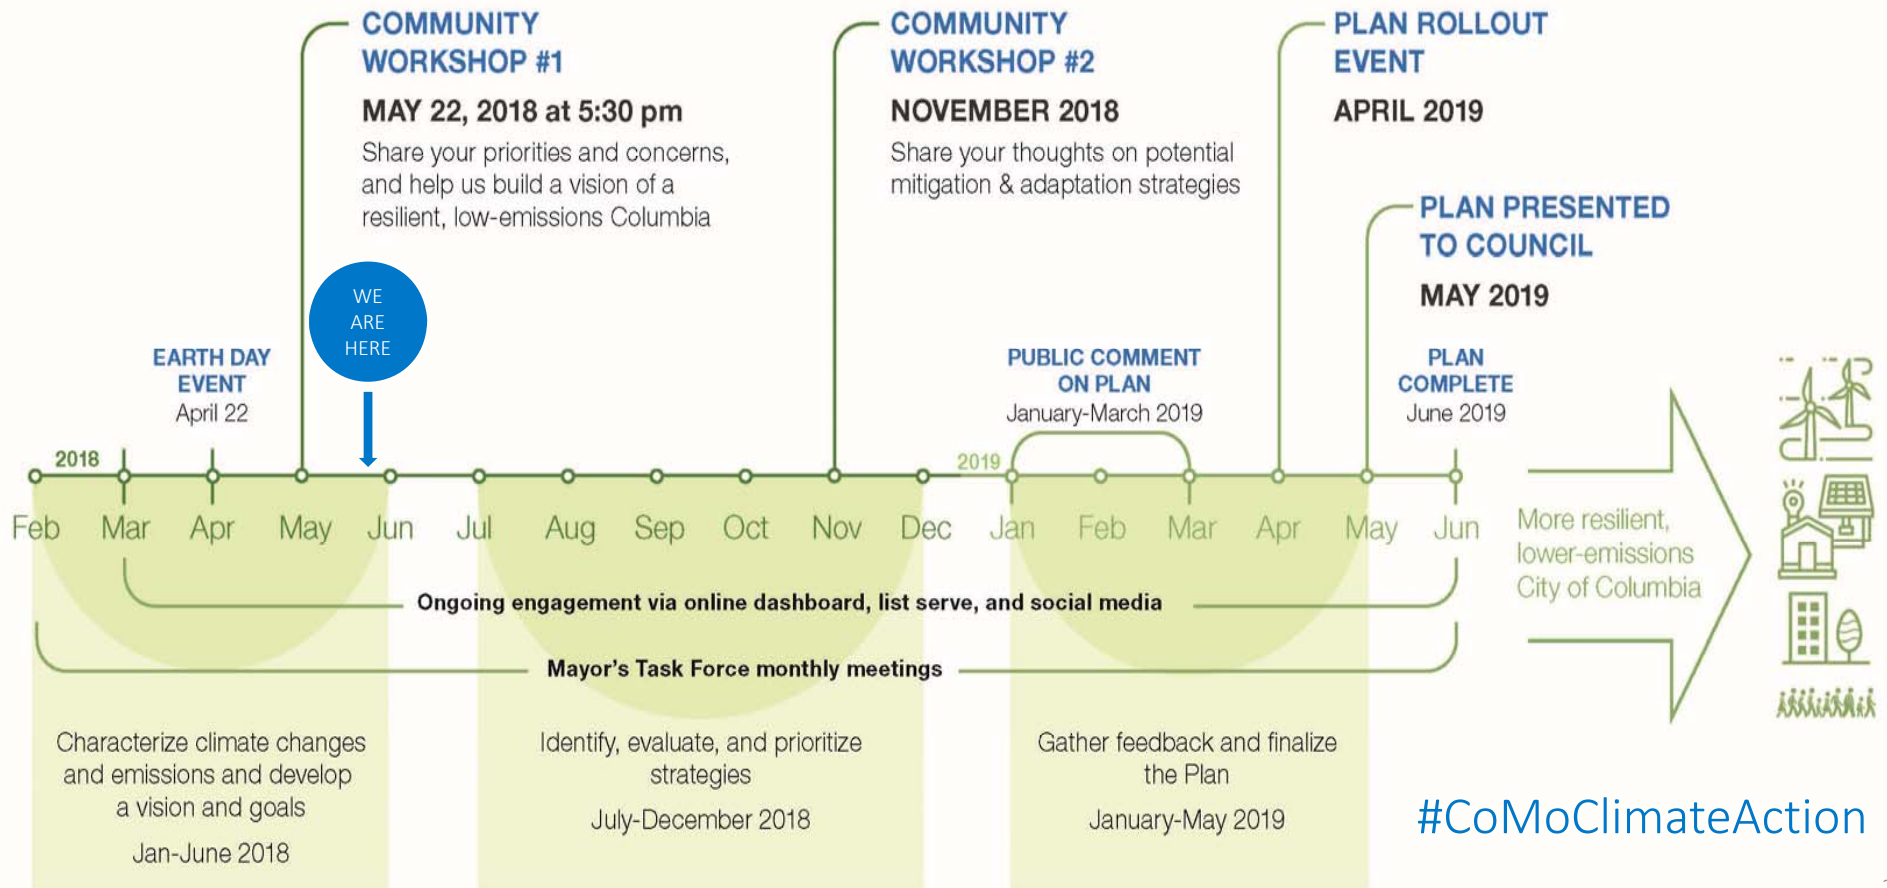 COMMUNITY
WORKSHOP #1
MAY 22, 2018 at 5:30 pm
Share your priorities and concerns,
and help us build a vision of a
resilient, low-emissions Columbia
COMMUNITY
WORKSHOP #2
NOVEMBER 2018
Share your thoughts on potential
mitigation & adaptation strategies
PLAN ROLLOUT
EVENT
APRIL 2019
PLAN PRESENTED
TO COUNCIL
MAY 2019
WE
ARE
HERE
EARTH DAY
EVENT
April 22
PUBLIC COMMENT
ON PLAN
January-March 2019
PLAN
COMPLETE
June 2019
2018
2019
Feb Mar Apr May Jun Jul Aug Sep Oct Nov Dec Jan Feb Mar Apr May Jun
More resilient,
lower-emissions
City of Columbia
Ongoing engagement via online dashboard, list serve, and social media
Mayor's Task Force monthly meetings
Characterize climate changes
and emissions and develop
a vision and goals
Jan-June 2018
Identify, evaluate, and prioritize
strategies
July-December 2018
Gather feedback and finalize
the Plan
January-May 2019
#CoMoClimateAction